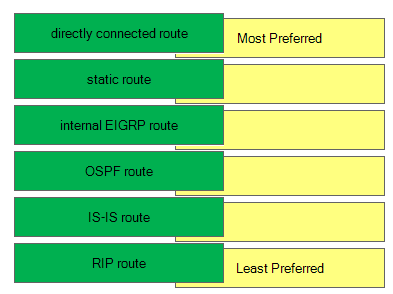 directly connected route
Most Preferred
static route
internal EIGRP route
OSPF route
IS-IS route
RIP route
Least Preferred